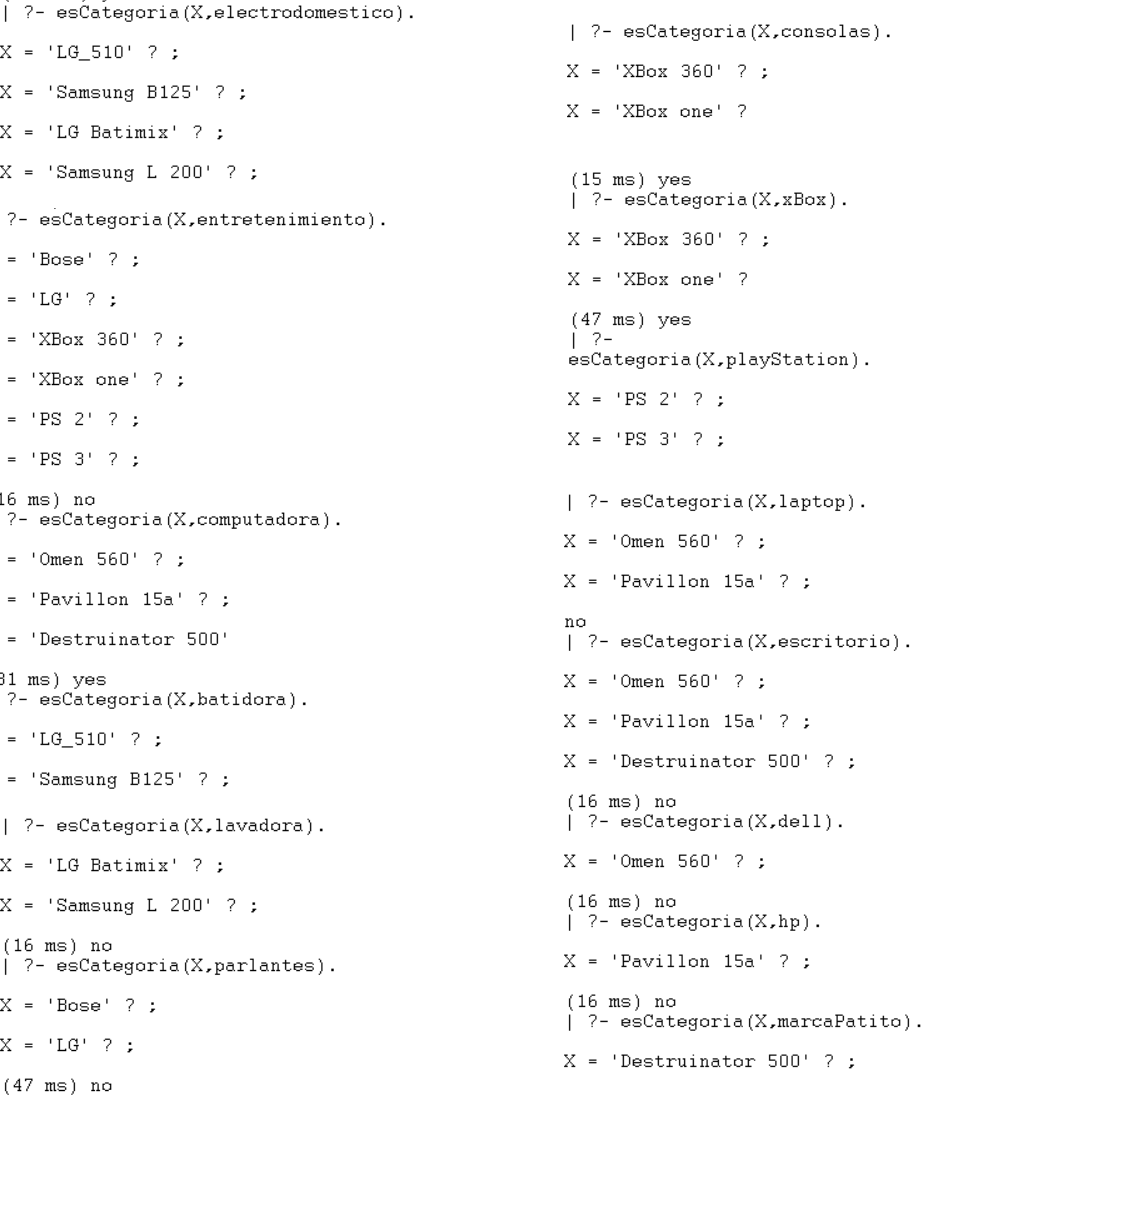 | ?- esCategoria(X,electrodomestico).
X = 'LG_510' ? ;
X = 'Samsung B125' ? ;
X = 'LG Batimix' ? ;
X = 'Samsung L 200' ? ;
?- esCategoria(X,entretenimiento).
= 'Bose' ? ;
= 'LG' ? ;
= 'XBox 360' ? ;
= 'XBox one' ? ;
= 'PS 2' ? ;
= 'PS 3' ? ;
16 ms) no
?- esCategoria(X,computadora).
= 'Omen 560' ? ;
= 'Pavillon 15a' ? ;
= 'Destruinator 500'
31 ms) yes
?- esCategoria(X,batidora).
= 'LG_510' ? ;
= 'Samsung B125' ? ;
| ?- esCategoria(X,lavadora).
X = 'LG Batimix' ? ;
X = 'Samsung L 200' ? ;
(16 ms) no
| ?- esCategoria(X,parlantes).
X = 'Bose' ? ;
X = 'LG' ? ;
(47 ms) no
| ?- esCategoria(X,consolas).
X = 'XBox 360' ? ;
X = 'XBox one' ?
(15 ms) yes
| ?- esCategoria(X,xBox).
X = 'XBox 360' ? ;
X = 'XBox one' ?
(47 ms) yes
| ?-
esCategoria(X,playStation).
X = 'PS 2' ? ;
X = 'PS 3' ? ;
| ?- esCategoria(X,laptop).
X = 'Omen 560' ? ;
X = 'Pavillon 15a' ? ;
no
| ?- esCategoria(X,escritorio).
X = 'Omen 560' ? ;
X = 'Pavillon 15a' ? ;
X = 'Destruinator 500' ? ;
(16 ms) no
| ?- esCategoria(X,dell).
X = 'Omen 560' ? ;
(16 ms) no
| ?- esCategoria(X,hp).
X = 'Pavillon 15a' ? ;
(16 ms) no
| ?- esCategoria(X,marcaPatito).
X = 'Destruinator 500' ? ;